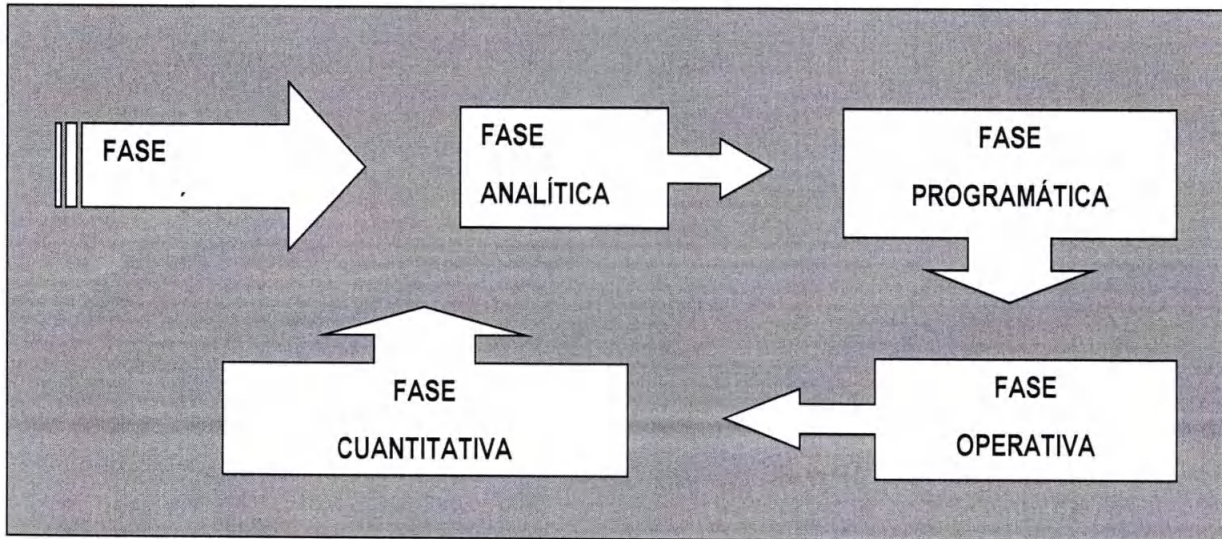 FASE
FASE
ANALÍTICA
FASE
PROGRAMÁTICA
FASE
OPERATIVA
FASE
CUANTITATIVA